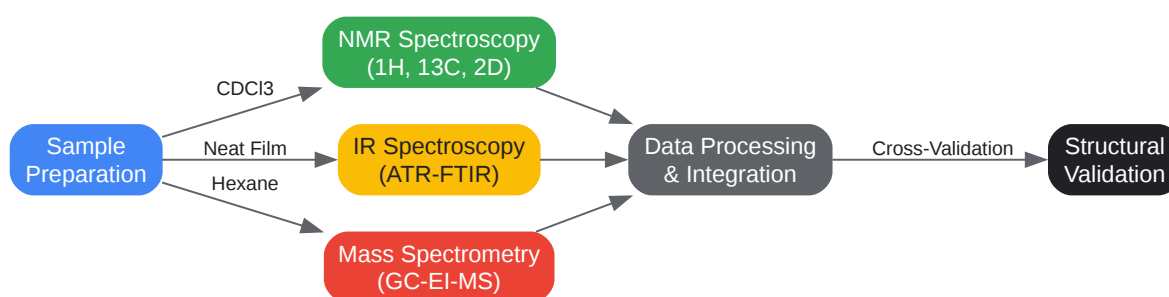 NMR Spectroscopy
(1H, 13C, 2D)
CDCl3
Sample
Preparation
Neat Film
IR Spectroscopy
(ATR-FTIR)
Data Processing
& Integration
Cross-Validation
Structural
Validation
Hexane
Mass Spectrometry
(GC-EI-MS)